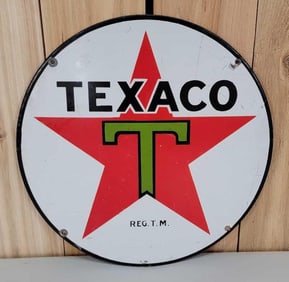 TEXACO
T
REG. T. M.